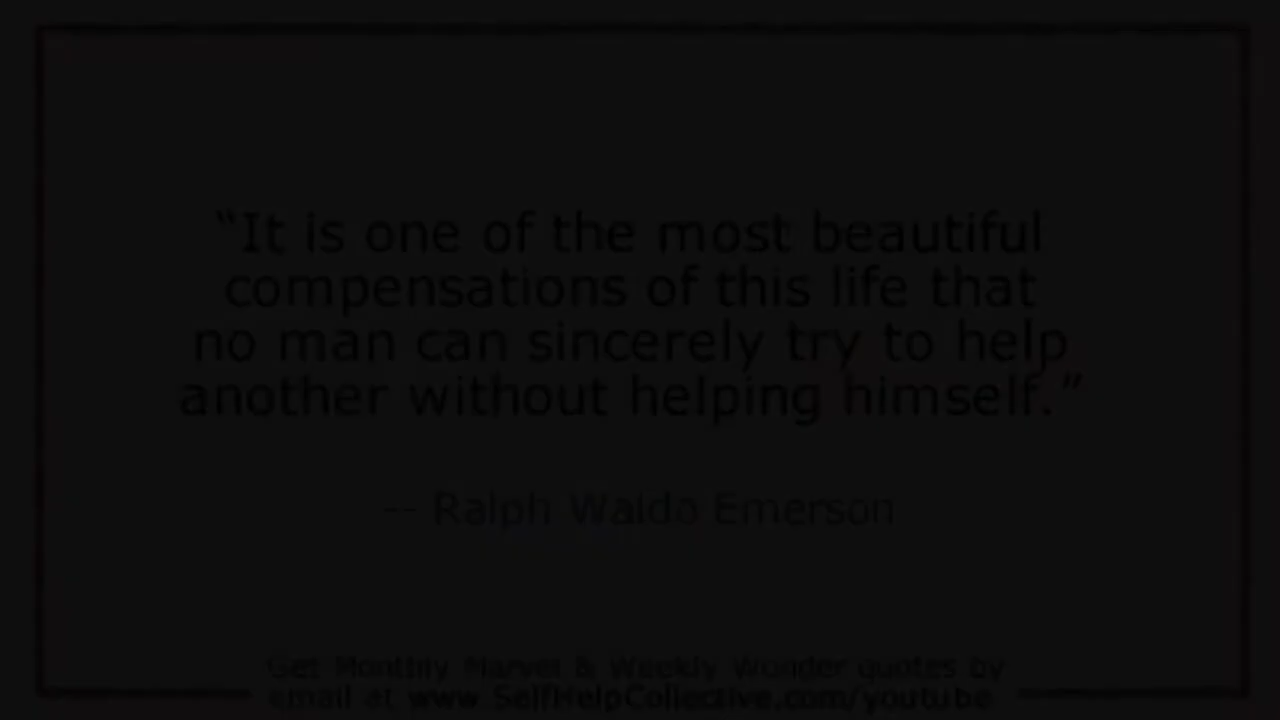 “It is one of the most beautiful
compensations of this life that
no man can sincerely try to help
another without helping himself.”
-- Ralph Waldo Emerson
Get Monthly Marvel & Weekly Wonder quotes by
email at www.SelfHelpCollective.com/youtube